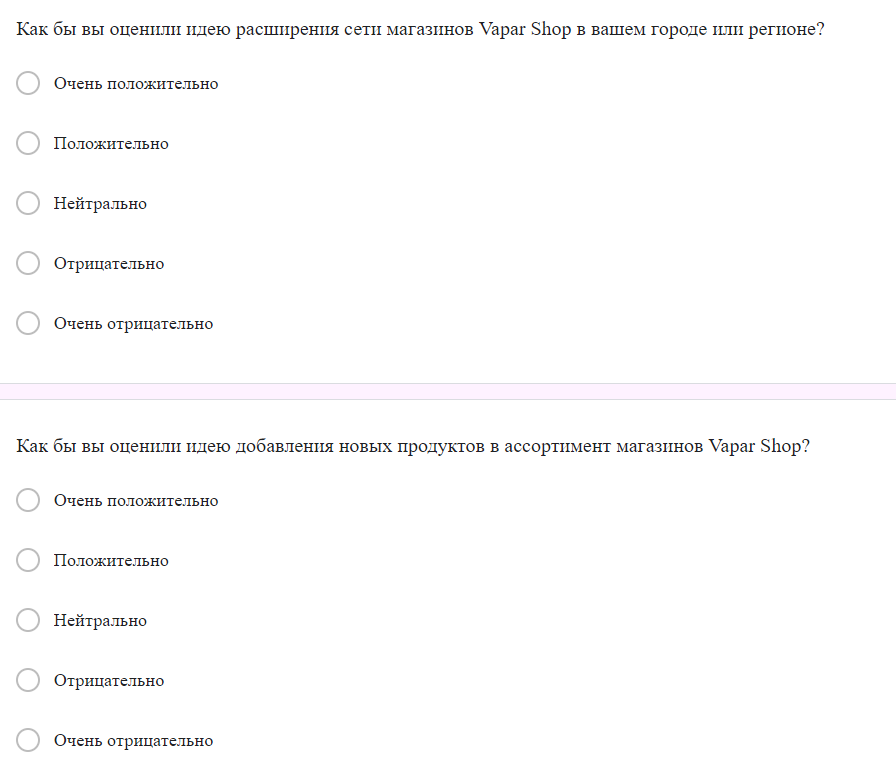 Как бы вы оценили идею расширения сети магазинов Vapar Shop в вашем городе или регионе?
Очень положительно
Положительно
Нейтрально
Отрицательно
Очень отрицательно
Как бы вы оценили идею добавления новых продуктов в ассортимент магазинов Vapar Shop?
Очень положительно
Положительно
Нейтрально
Отрицательно
Очень отрицательно